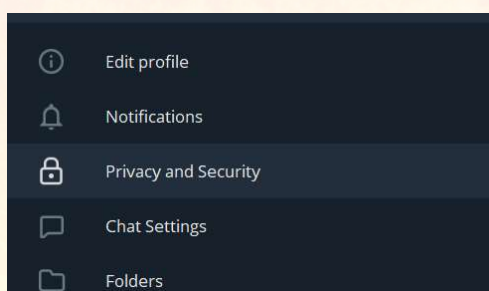 Edit profile
Notifications
Privacy and Security
Chat Settings
Folders